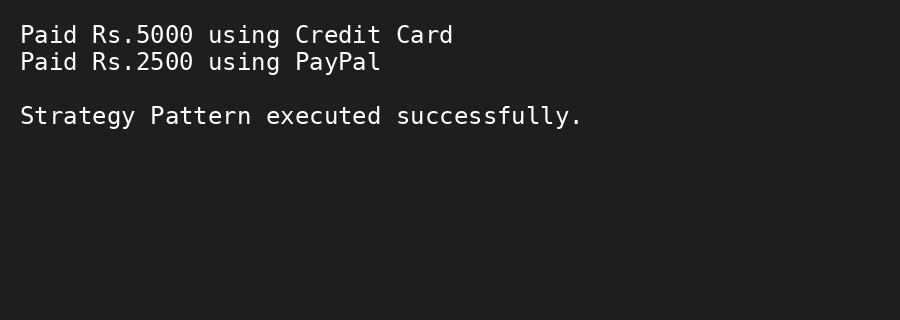 Paid Rs.5000 using Credit Card
Paid Rs.2500 using PayPal
Strategy Pattern executed successfully.